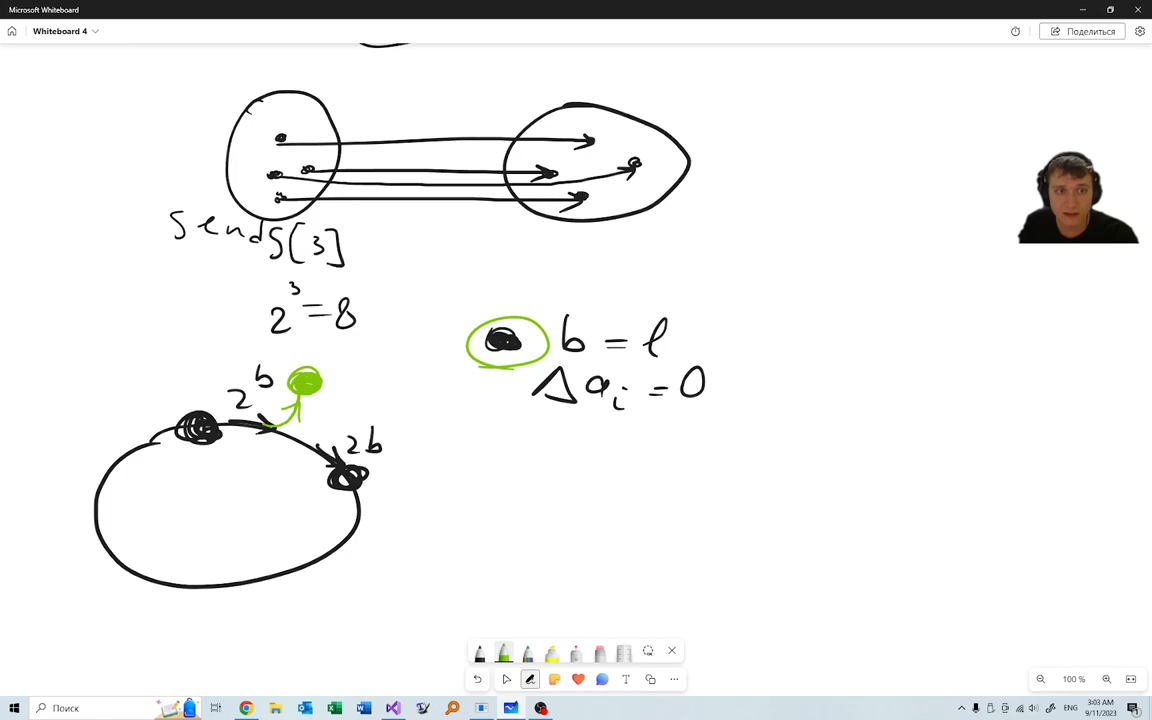 Microsoft Whiteboard
Whiteboard 4
Поделиться
sendS[3]
2³=8
b = l
Δaᵢ = 0
2 b
2b
100 %
Поиск
ENG
3:03 AM
9/11/2023